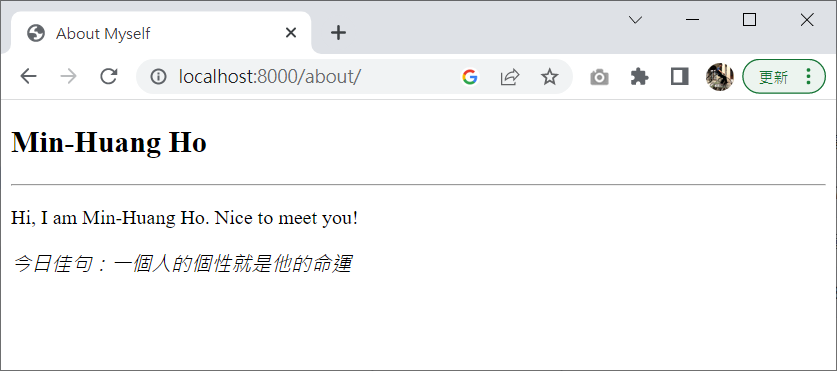 About Myself
localhost:8000/about/
更新
Min-Huang Ho
Hi, I am Min-Huang Ho. Nice to meet you!
今日佳句：一個人的個性就是他的命運